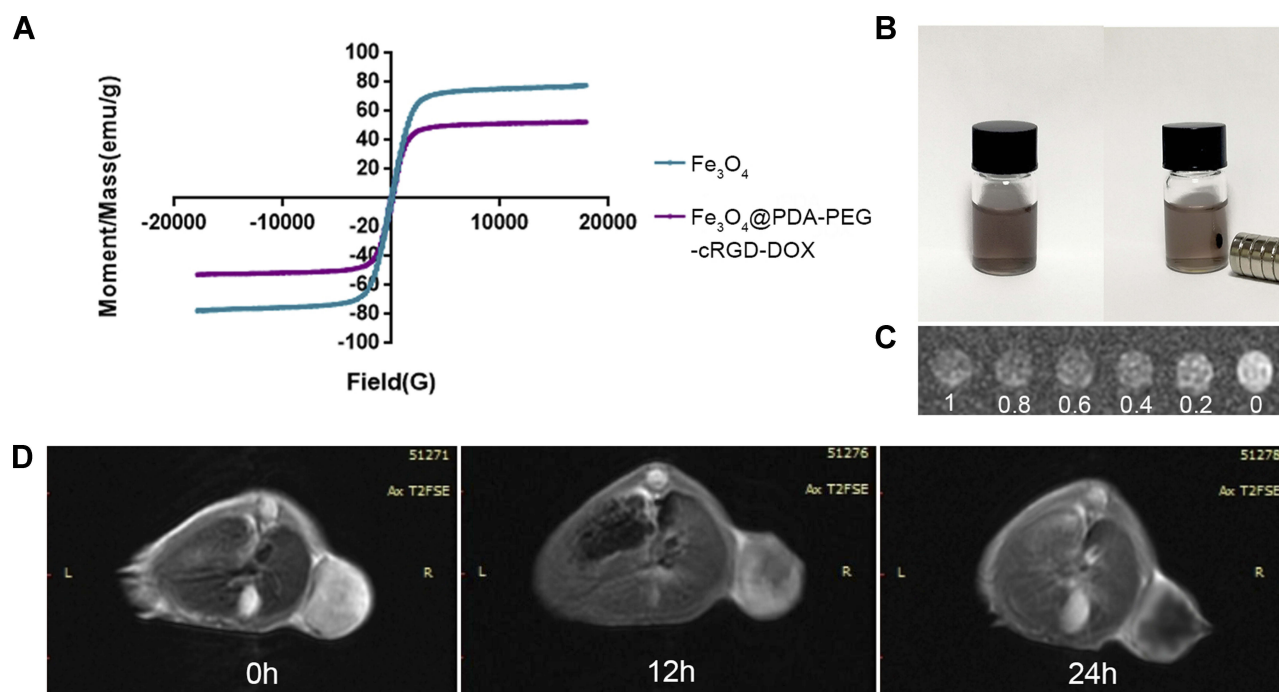 A
Moment/Mass(emu/g)
100
80
60
40
20
-20
-40
-60
-80
-100
-20000
-10000
10000
20000
Field(G)
Fe₃O₄
Fe₃O₄@PDA-PEG
-cRGD-DOX
B
C
1
0.8
0.6
0.4
0.2
0
D
51271
Ax T2FSE
L
R
0h
51276
Ax T2FSE
L
R
12h
51278
Ax T2FSE
L
R
24h